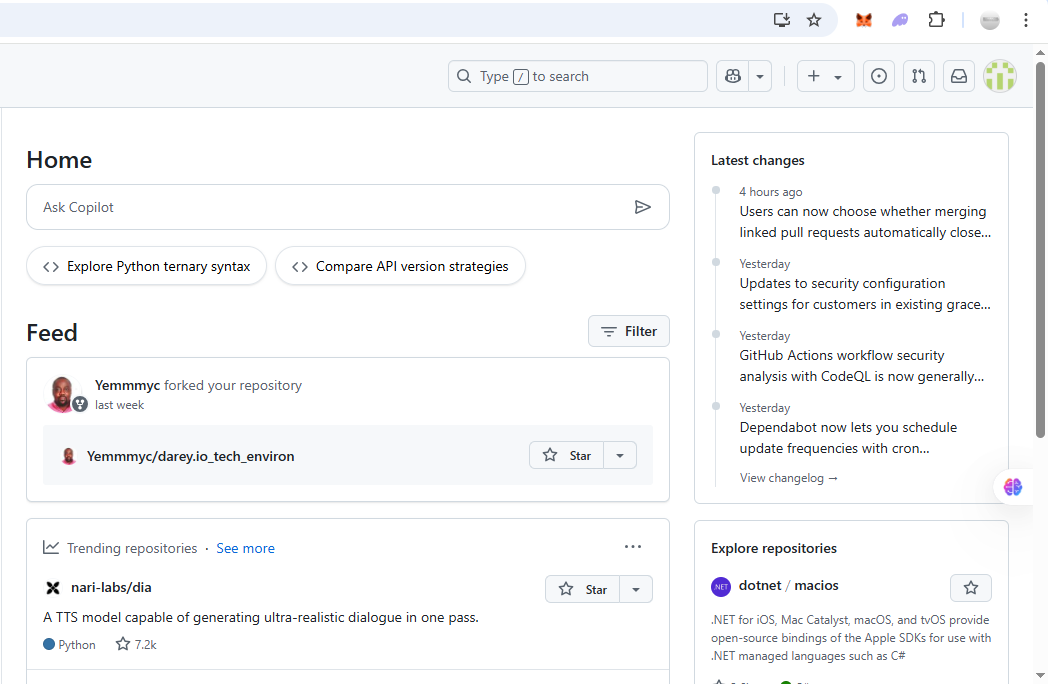 Type / to search
Home
Ask Copilot
Explore Python ternary syntax
Compare API version strategies
Feed
Filter
Yemmmyc forked your repository
last week
Yemmmyc/darey.io_tech_environ
Star
Trending repositories · See more
nari-labs/dia
Star
A TTS model capable of generating ultra-realistic dialogue in one pass.
Python
7.2k
Latest changes
4 hours ago
Users can now choose whether merging
linked pull requests automatically close...
Yesterday
Updates to security configuration
settings for customers in existing grace...
Yesterday
GitHub Actions workflow security
analysis with CodeQL is now generally...
Yesterday
Dependabot now lets you schedule
update frequencies with cron...
View changelog →
Explore repositories
.NET
dotnet / macios
.NET for iOS, Mac Catalyst, macOS, and tvOS provide
open-source bindings of the Apple SDKs for use with
.NET managed languages such as C#